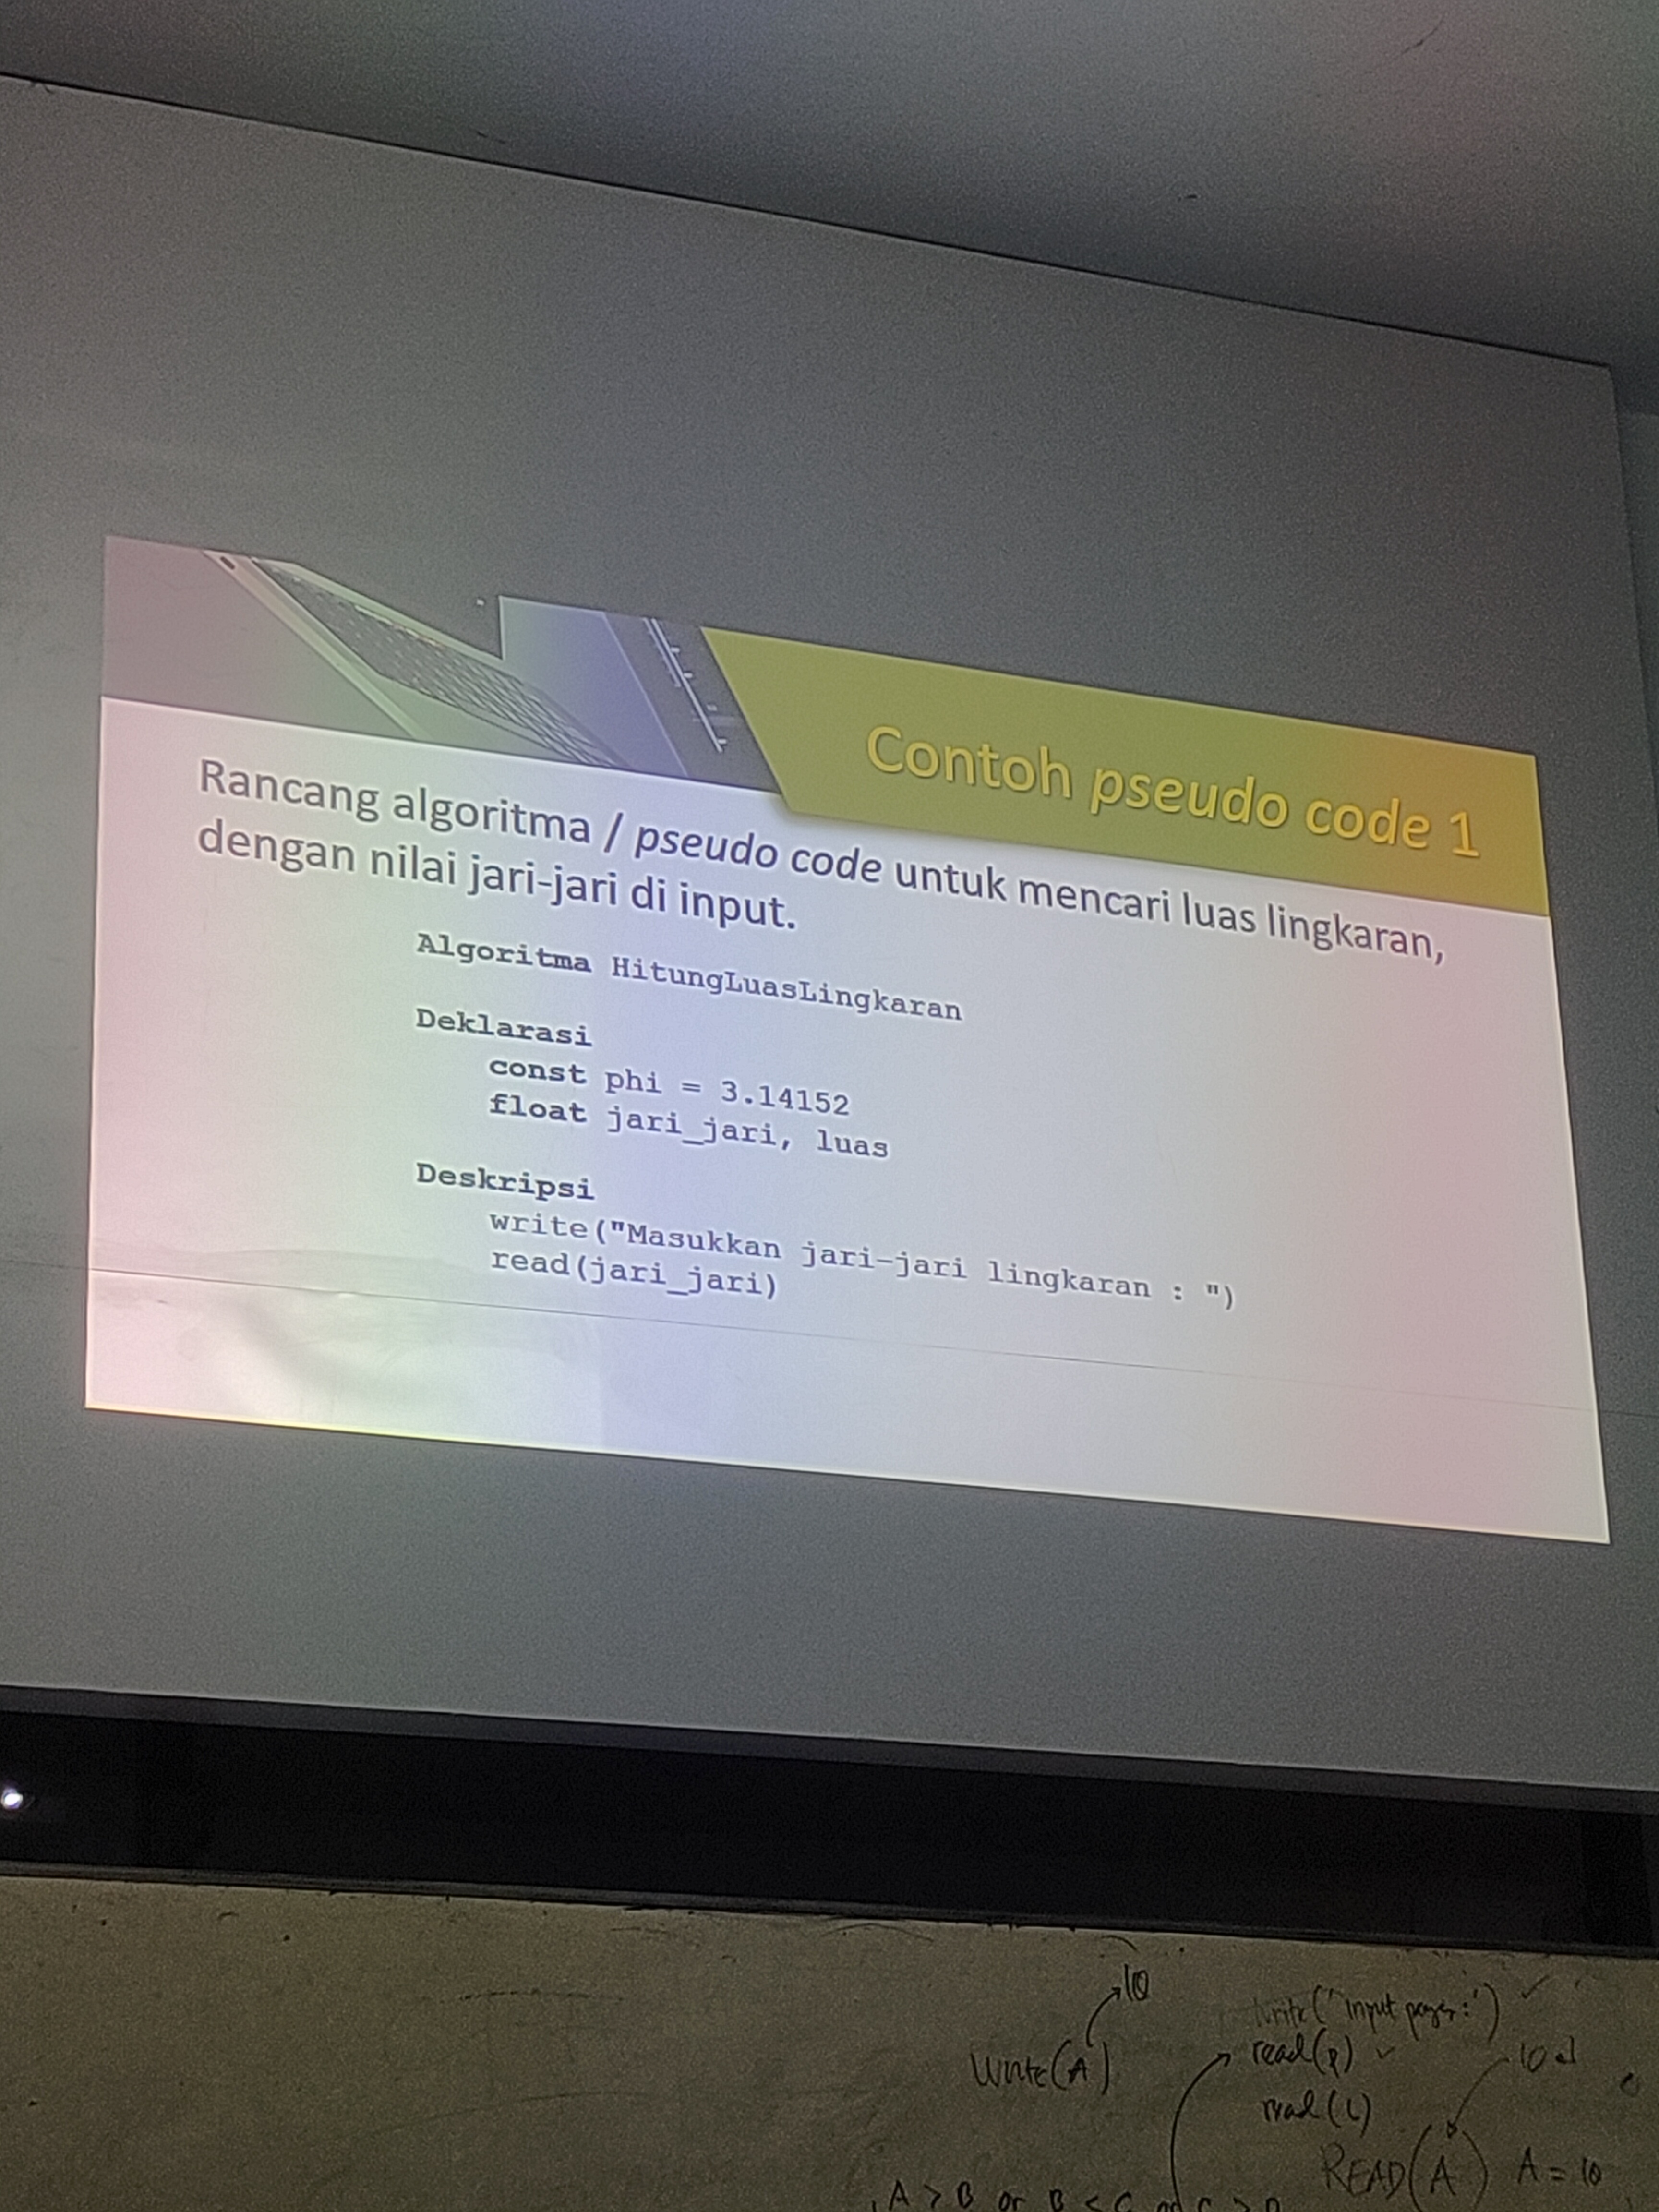 Contoh pseudo code 1
Rancang algoritma / pseudo code untuk mencari luas lingkaran,
dengan nilai jari-jari di input.
Algoritma HitungLuasLingkaran
Deklarasi
const phi = 3.14152
float jari_jari, luas
Deskripsi
write("Masukkan jari-jari lingkaran : ")
read(jari_jari)
10
Write(A)
write("input
read(p)
read(L)
10
READ(A) A = 10
A > B or B < C